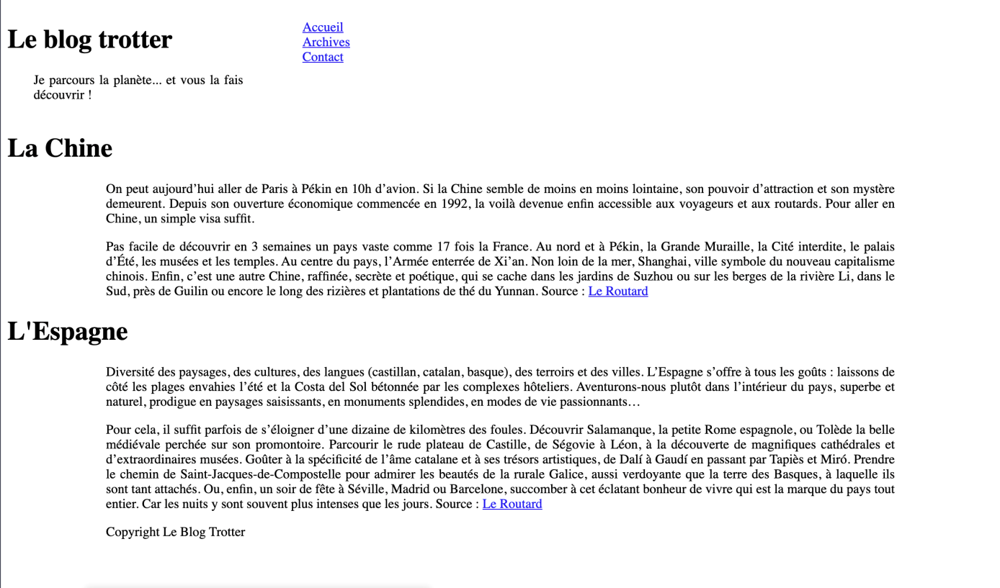 Le blog trotter
Accueil
Archives
Contact
Je parcours la planète... et vous la fais
découvrir !
La Chine
On peut aujourd’hui aller de Paris à Pékin en 10h d’avion. Si la Chine semble de moins en moins lointaine, son pouvoir d’attraction et son mystère
demeurent. Depuis son ouverture économique commencée en 1992, la voilà devenue enfin accessible aux voyageurs et aux routards. Pour aller en
Chine, un simple visa suffit.
Pas facile de découvrir en 3 semaines un pays vaste comme 17 fois la France. Au nord et à Pékin, la Grande Muraille, la Cité interdite, le palais
d’Été, les musées et les temples. Au centre du pays, l’Armée enterrée de Xi’an. Non loin de la mer, Shanghai, ville symbole du nouveau capitalisme
chinois. Enfin, c’est une autre Chine, raffinée, secrète et poétique, qui se cache dans les jardins de Suzhou ou sur les berges de la rivière Li, dans le
Sud, près de Guilin ou encore le long des rizières et plantations de thé du Yunnan. Source : Le Routard
L'Espagne
Diversité des paysages, des cultures, des langues (castillan, catalan, basque), des terroirs et des villes. L’Espagne s’offre à tous les goûts : laissons de
côté les plages envahies l’été et la Costa del Sol bétonnée par les complexes hôteliers. Aventurons-nous plutôt dans l’intérieur du pays, superbe et
naturel, prodigue en paysages saisissants, en monuments splendides, en modes de vie passionnants…
Pour cela, il suffit parfois de s’éloigner d’une dizaine de kilomètres des foules. Découvrir Salamanque, la petite Rome espagnole, ou Tolède la belle
médiévale perchée sur son promontoire. Parcourir le rude plateau de Castille, de Ségovie à Léon, à la découverte de magnifiques cathédrales et
d’extraordinaires musées. Goûter à la spécificité de l’âme catalane et à ses trésors artistiques, de Dalí à Gaudí en passant par Tapiès et Miró. Prendre
le chemin de Saint-Jacques-de-Compostelle pour admirer les beautés de la rurale Galice, aussi verdoyante que la terre des Basques, à laquelle ils
sont tant attachés. Ou, enfin, un soir de fête à Séville, Madrid ou Barcelone, succomber à cet éclatant bonheur de vivre qui est la marque du pays tout
entier. Car les nuits y sont souvent plus intenses que les jours. Source : Le Routard
Copyright Le Blog Trotter